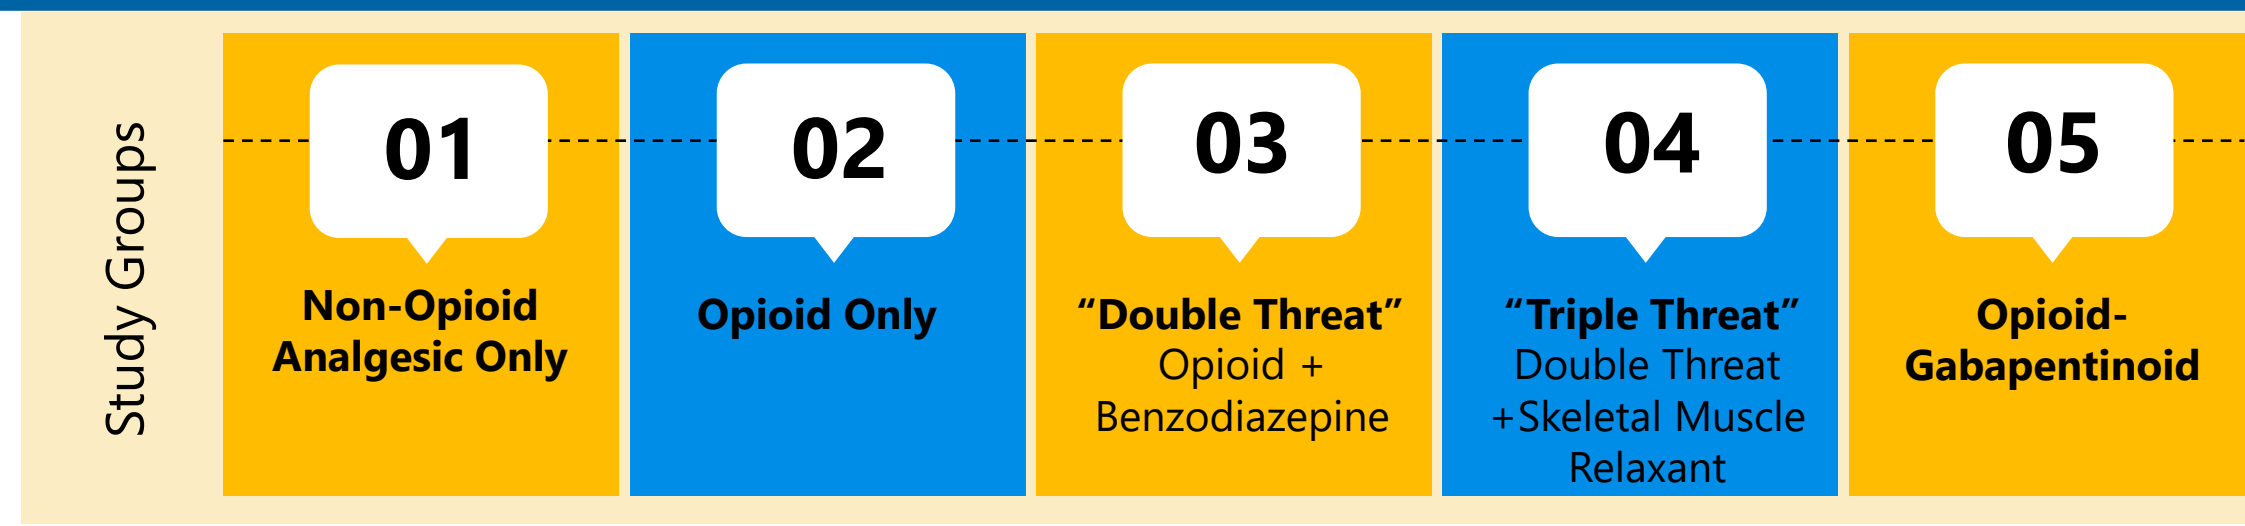 Study Groups
01
Non-Opioid
Analgesic Only
02
Opioid Only
03
“Double Threat”
Opioid +
Benzodiazepine
04
“Triple Threat”
Double Threat
+Skeletal Muscle
Relaxant
05
Opioid-
Gabapentinoid